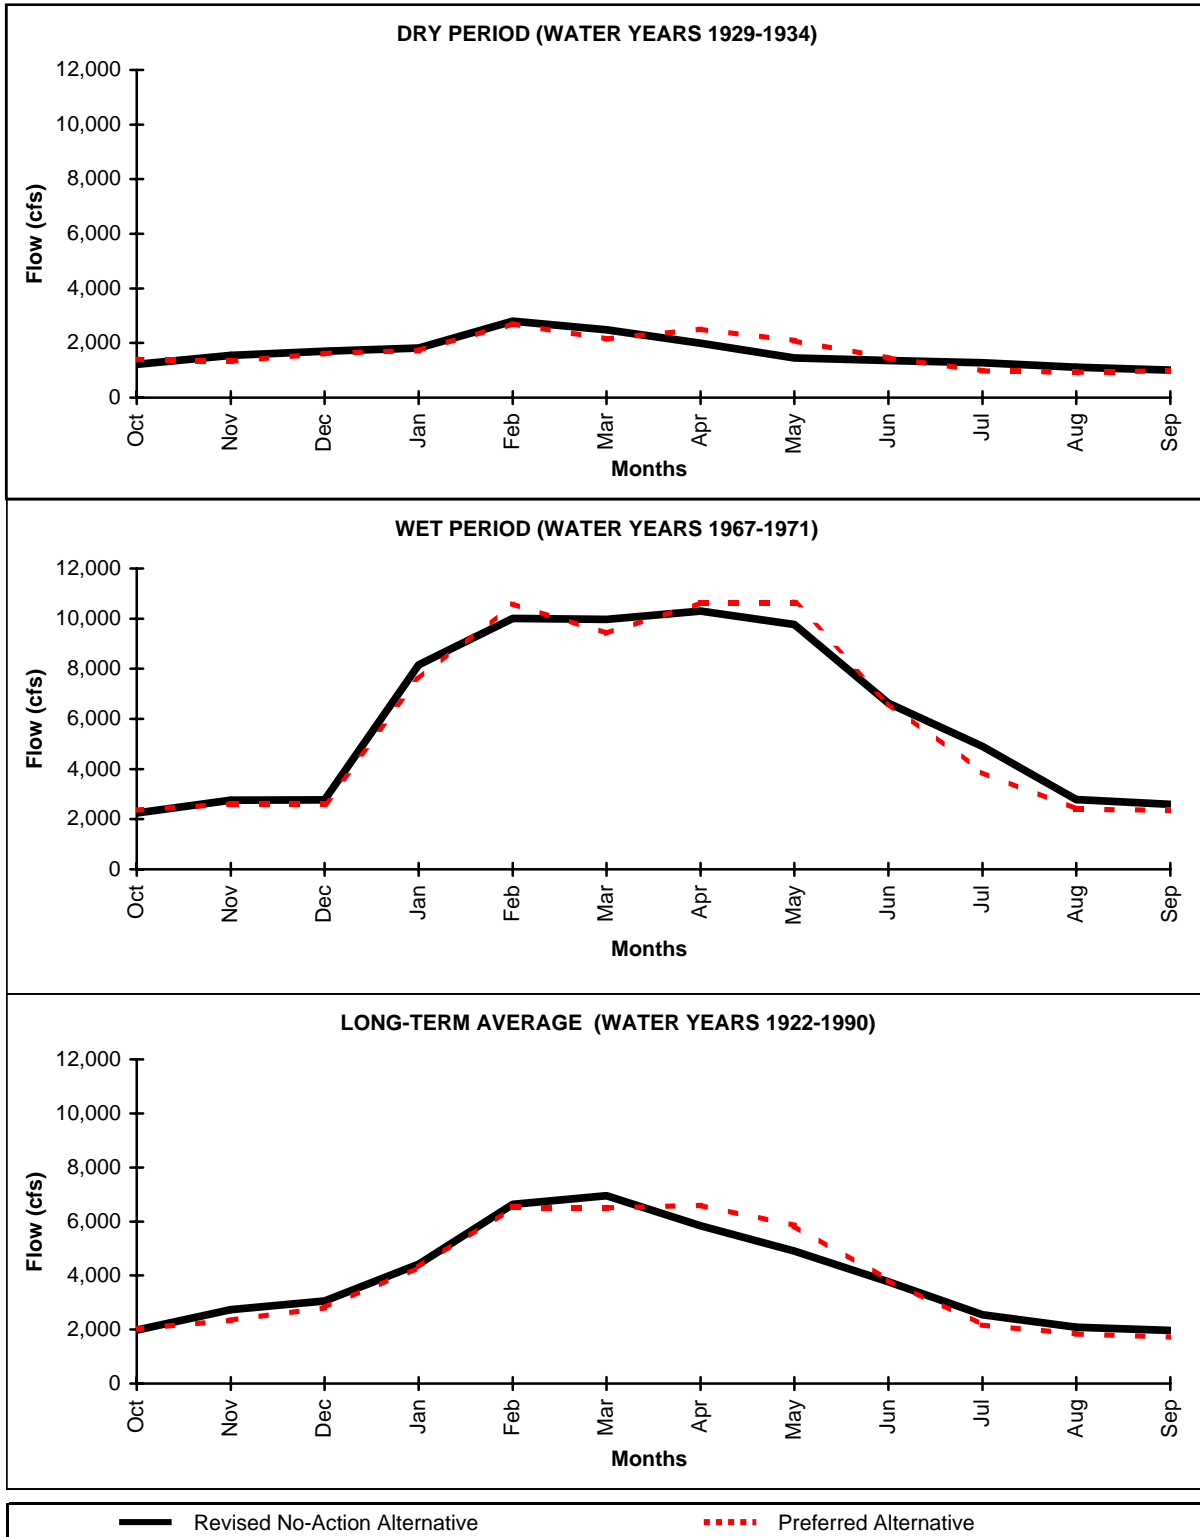 DRY PERIOD (WATER YEARS 1929-1934)
12,000
10,000
8,000
6,000
4,000
2,000
0
Flow (cfs)
Oct Nov Dec Jan Feb Mar Apr May Jun Jul Aug Sep
Months
WET PERIOD (WATER YEARS 1967-1971)
12,000
10,000
8,000
6,000
4,000
2,000
0
Flow (cfs)
Oct Nov Dec Jan Feb Mar Apr May Jun Jul Aug Sep
Months
LONG-TERM AVERAGE (WATER YEARS 1922-1990)
12,000
10,000
8,000
6,000
4,000
2,000
0
Flow (cfs)
Oct Nov Dec Jan Feb Mar Apr May Jun Jul Aug Sep
Months
Revised No-Action Alternative Preferred Alternative